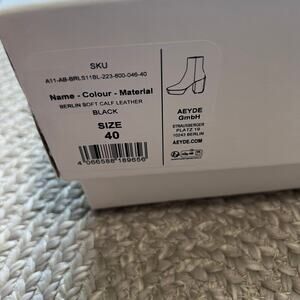 SKU
A11-AB-BRLS11BL-223-800-046-40
Name - Colour - Material
BERLIN SOFT CALF LEATHER
BLACK
SIZE
40
4066588189656
AEYDE
GmbH
STRAUSBERGER
PLATZ 19
10243 BERLIN
AEYDE.COM